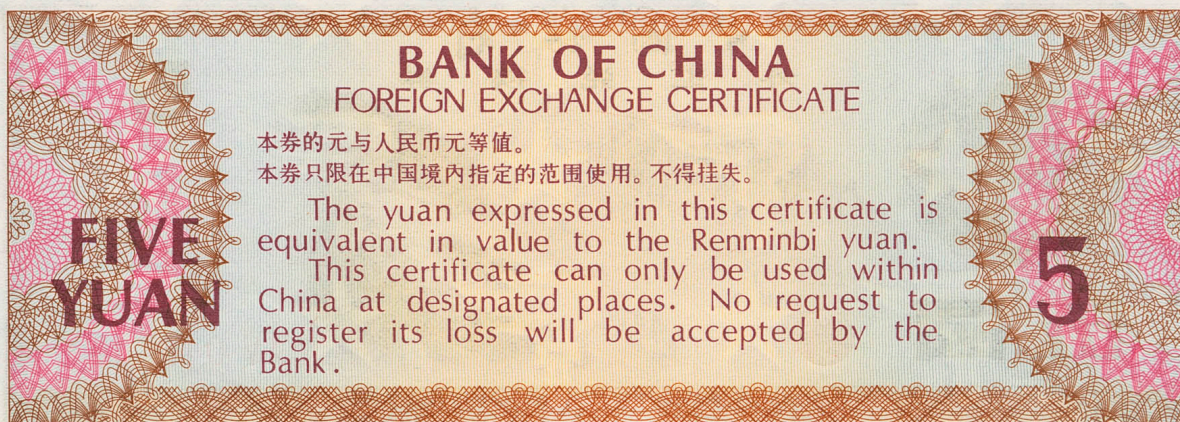 BANK OF CHINA
FOREIGN EXCHANGE CERTIFICATE
本券的元与人民币元等值。
本券只限在中国境内指定的范围使用。不得挂失。
The yuan expressed in this certificate is
equivalent in value to the Renminbi yuan.
This certificate can only be used within
China at designated places. No request to
register its loss will be accepted by the
Bank.
FIVE
YUAN
5